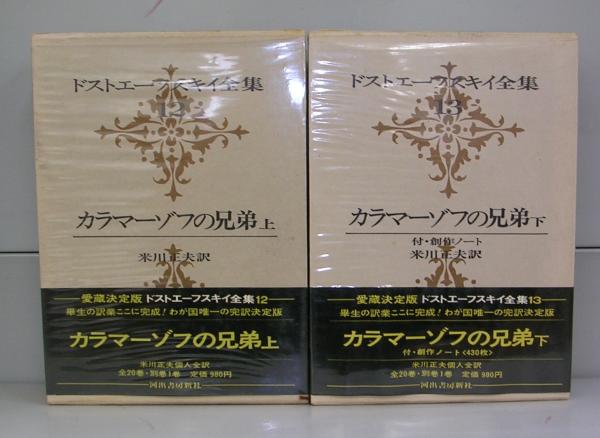 ドストエーフスキイ全集
12
カラマーゾフの兄弟上
米川正夫訳
愛蔵決定版 ドストエーフスキイ全集12
畢生の訳業ここに完成!わが国唯一の完訳決定版
カラマーゾフの兄弟上
米川正夫個人全訳
全20巻・別巻1巻 定価 980円
河出書房新社
ドストエーフスキイ全集
13
カラマーゾフの兄弟下
付・創作ノート
米川正夫訳
愛蔵決定版 ドストエーフスキイ全集13
畢生の訳業ここに完成!わが国唯一の完訳決定版
カラマーゾフの兄弟下
付・創作ノート<430枚>
米川正夫個人全訳
全20巻・別巻1巻 定価 980円
河出書房新社